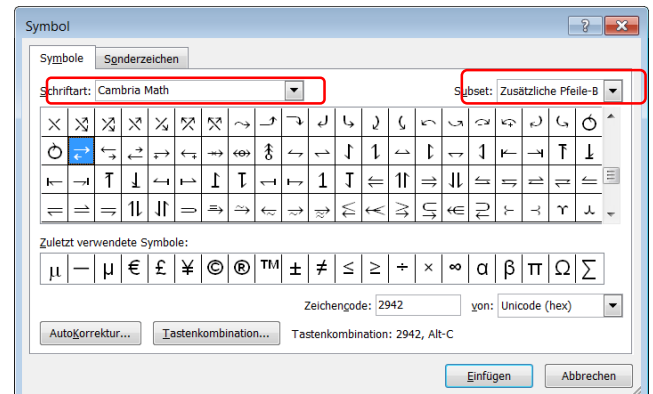 Symbol
Symbole Sonderzeichen
Schriftart: Cambria Math Subset: Zusätzliche Pfeile-B
Zuletzt verwendete Symbole:
μ — µ € £ ¥ © ® ™ ± ≠ ≤ ≥ ÷ × ∞ α β π Ω ∑
Zeichencode: 2942 von: Unicode (hex)
AutoKorrektur... Tastenkombination... Tastenkombination: 2942, Alt-C
Einfügen Abbrechen